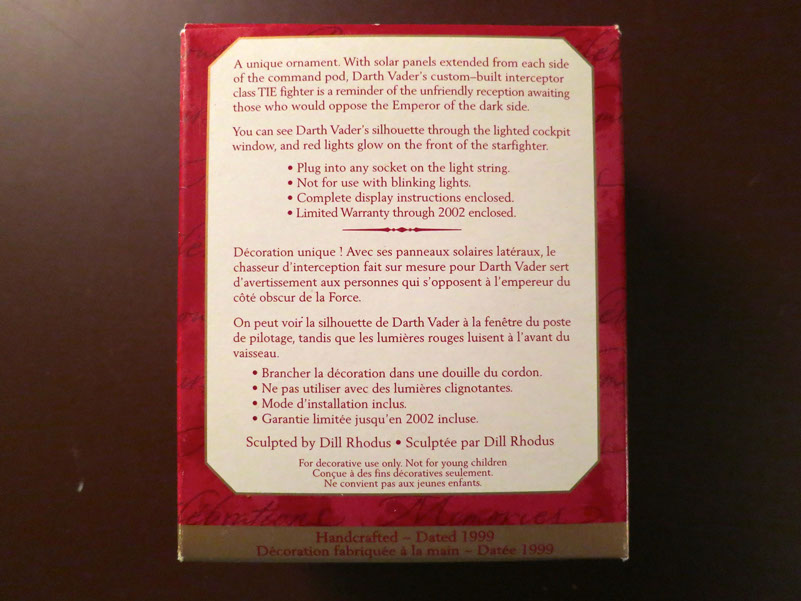 A unique ornament. With solar panels extended from each side
of the command pod, Darth Vader's custom–built interceptor
class TIE fighter is a reminder of the unfriendly reception awaiting
those who would oppose the Emperor of the dark side.
You can see Darth Vader's silhouette through the lighted cockpit
window, and red lights glow on the front of the starfighter.
• Plug into any socket on the light string.
• Not for use with blinking lights.
• Complete display instructions enclosed.
• Limited Warranty through 2002 enclosed.
Décoration unique ! Avec ses panneaux solaires latéraux, le
chasseur d'interception fait sur mesure pour Darth Vader sert
d'avertissement aux personnes qui s'opposent à l'empereur du
côté obscur de la Force.
On peut voir la silhouette de Darth Vader à la fenêtre du poste
de pilotage, tandis que les lumières rouges luisent à l'avant du
vaisseau.
• Brancher la décoration dans une douille du cordon.
• Ne pas utiliser avec des lumières clignotantes.
• Mode d'installation inclus.
• Garantie limitée jusqu'en 2002 incluse.
Sculpted by Dill Rhodus • Sculptée par Dill Rhodus
For decorative use only. Not for young children
Conçue à des fins décoratives seulement.
Ne convient pas aux jeunes enfants.
Memories
Handcrafted – Dated 1999
Décoration fabriquée à la main – Datée 1999